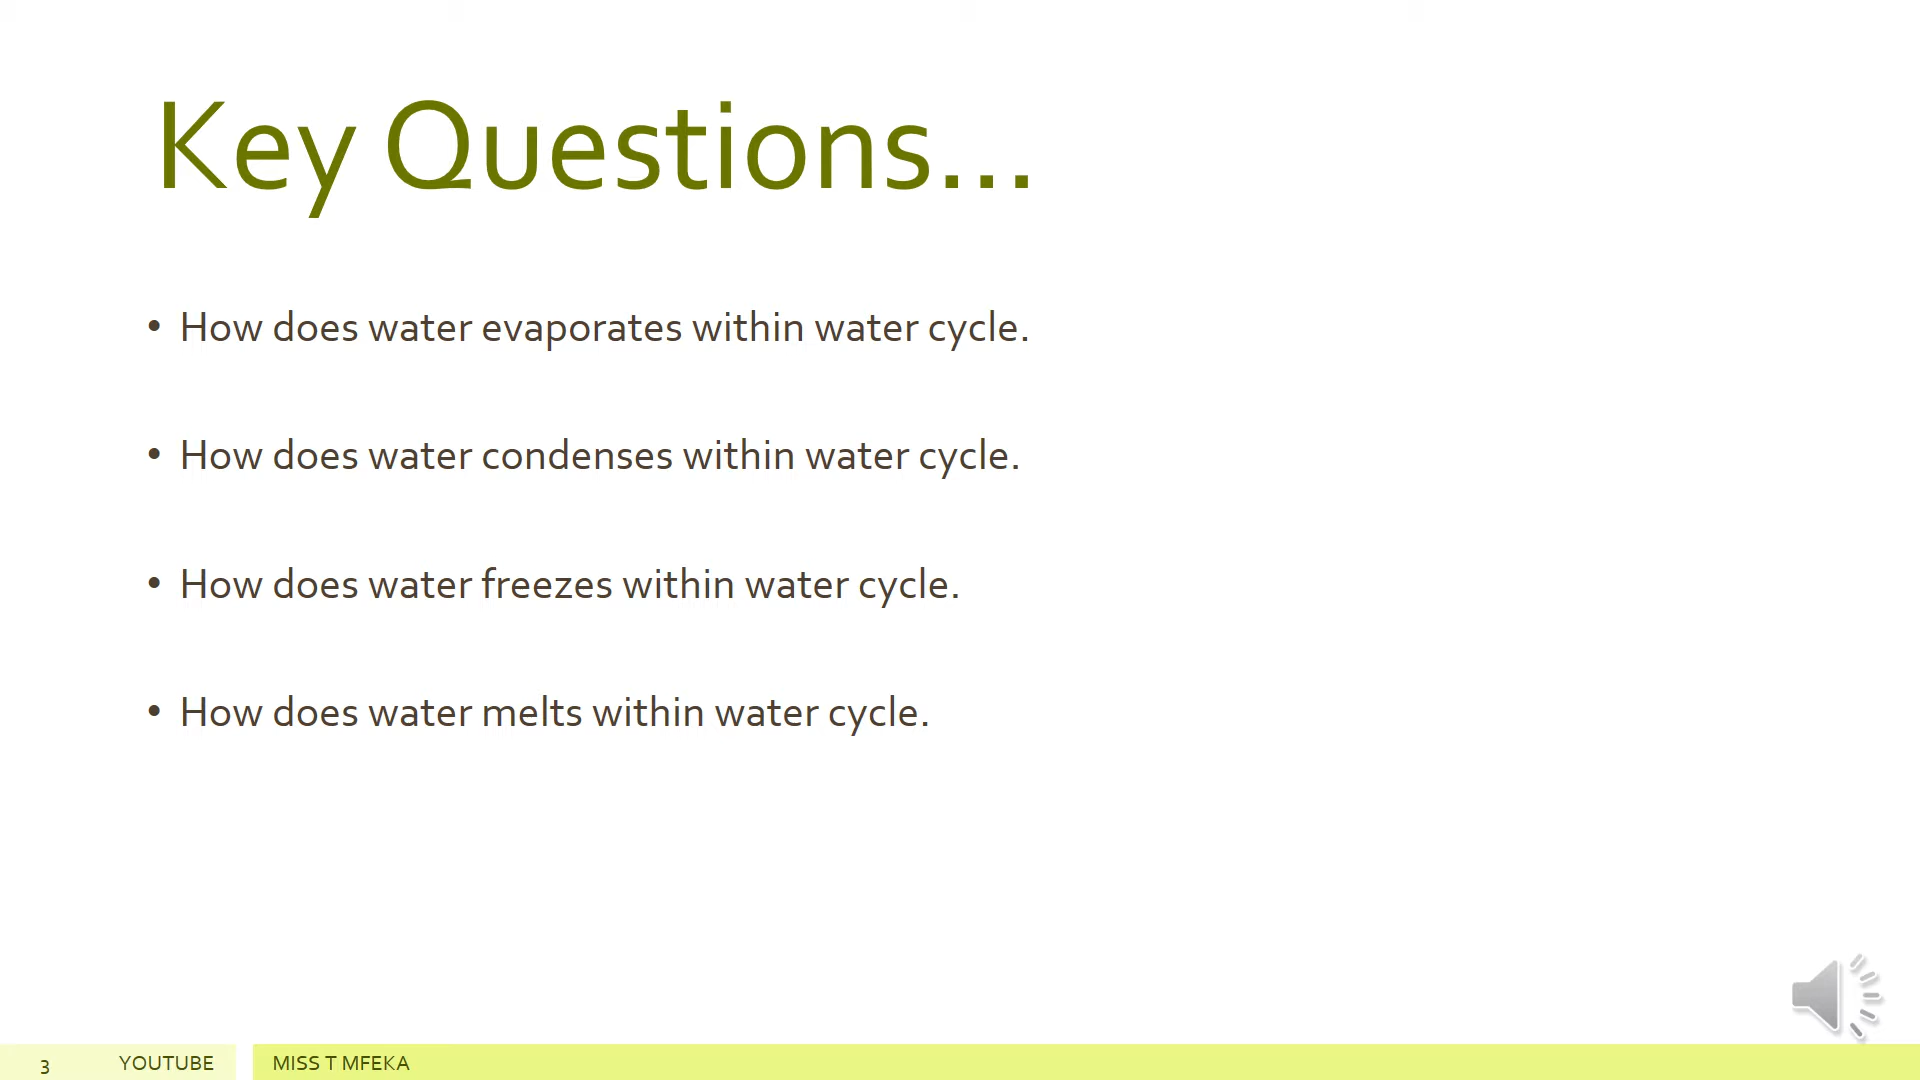 Key Questions...
• How does water evaporates within water cycle.
• How does water condenses within water cycle.
• How does water freezes within water cycle.
• How does water melts within water cycle.
3 YOUTUBE MISS T MFEKA